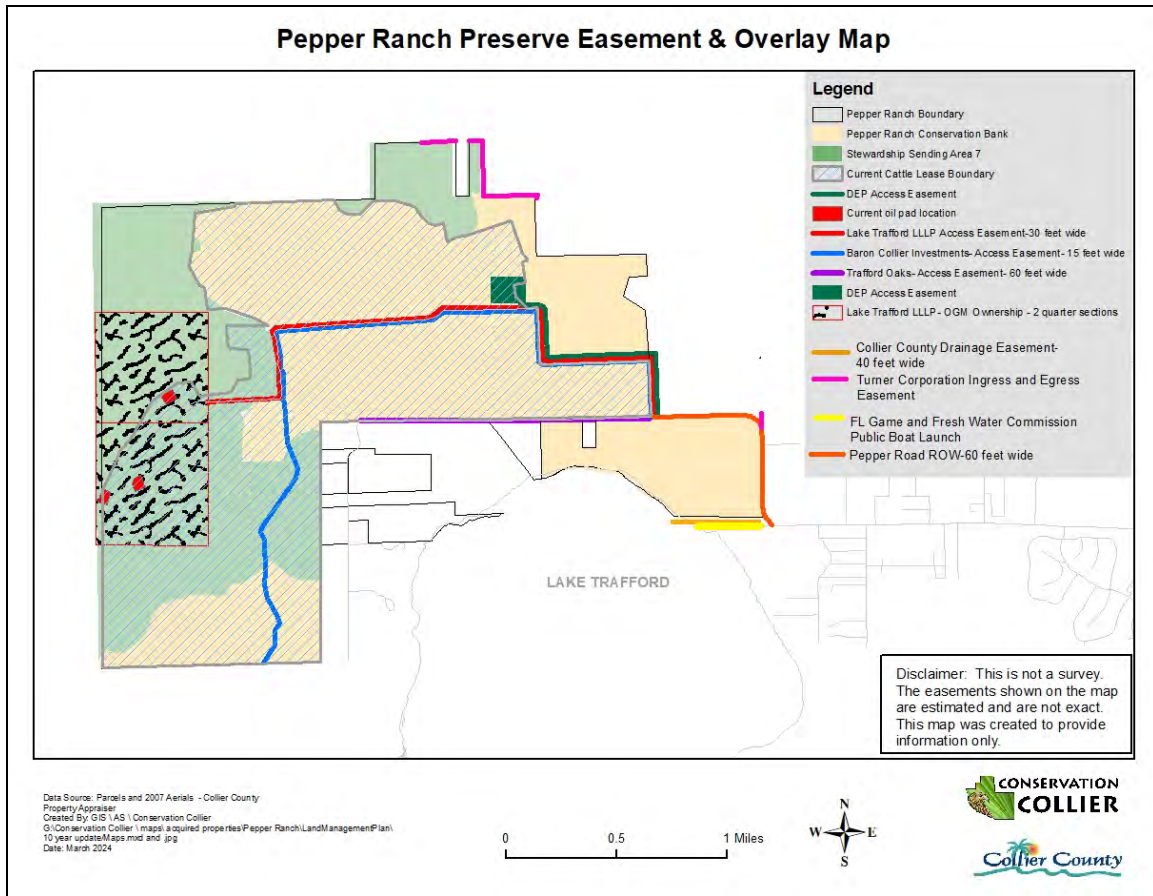 Pepper Ranch Preserve Easement & Overlay Map
Legend
Pepper Ranch Boundary
Pepper Ranch Conservation Bank
Stewardship Sending Area 7
Current Cattle Lease Boundary
DEP Access Easement
Current oil pad location
Lake Trafford LLLP Access Easement-30 feet wide
Baron Collier Investments- Access Easement- 15 feet wide
Trafford Oaks- Access Easement- 60 feet wide
DEP Access Easement
Lake Trafford LLLP- OGM Ownership - 2 quarter sections
Collier County Drainage Easement-
40 feet wide
Turner Corporation Ingress and Egress
Easement
FL Game and Fresh Water Commission
Public Boat Launch
Pepper Road ROW-60 feet wide
LAKE TRAFFORD
Disclaimer: This is not a survey.
The easements shown on the map
are estimated and are not exact.
This map was created to provide
information only.
Data Source: Parcels and 2007 Aerials - Collier County
Property Appraiser
Created By: GIS \ AS \ Conservation Collier
G:\Conservation Collier \ maps\ acquired properties\Pepper Ranch\LandManagementPlan\
10 year update\Maps.mxd and .jpg
Date: March 2024
0 0.5 1 Miles
N
W E
S
CONSERVATION
COLLIER
Collier County